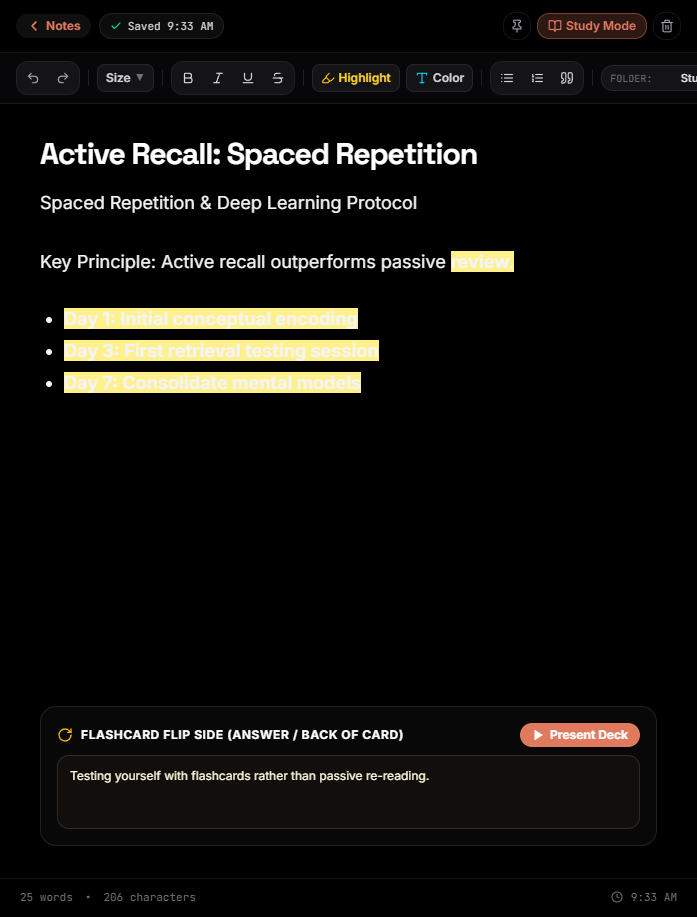 Notes
Saved 9:33 AM
Study Mode
Size
B I U S
Highlight
Color
FOLDER:
Active Recall: Spaced Repetition
Spaced Repetition & Deep Learning Protocol
Key Principle: Active recall outperforms passive review.
Day 1: Initial conceptual encoding
Day 3: First retrieval testing session
Day 7: Consolidate mental models
FLASHCARD FLIP SIDE (ANSWER / BACK OF CARD)
Present Deck
Testing yourself with flashcards rather than passive re-reading.
25 words • 206 characters
9:33 AM